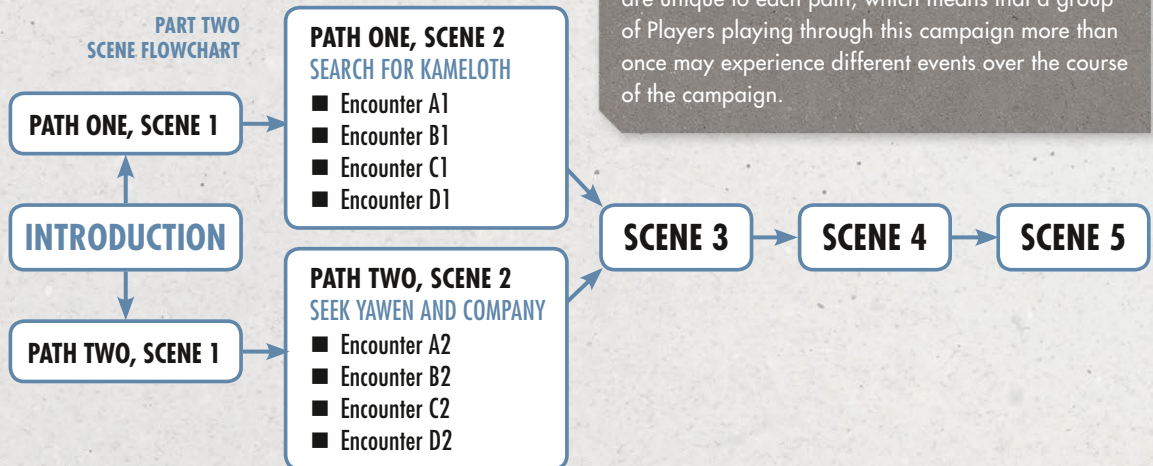 PART TWO
SCENE FLOWCHART
PATH ONE, SCENE 1
INTRODUCTION
PATH TWO, SCENE 1
PATH ONE, SCENE 2
SEARCH FOR KAMELOTH
■ Encounter A1
■ Encounter B1
■ Encounter C1
■ Encounter D1
PATH TWO, SCENE 2
SEEK YAWEN AND COMPANY
■ Encounter A2
■ Encounter B2
■ Encounter C2
■ Encounter D2
are unique to each path, which means that a group
of Players playing through this campaign more than
once may experience different events over the course
of the campaign.
SCENE 3
SCENE 4
SCENE 5